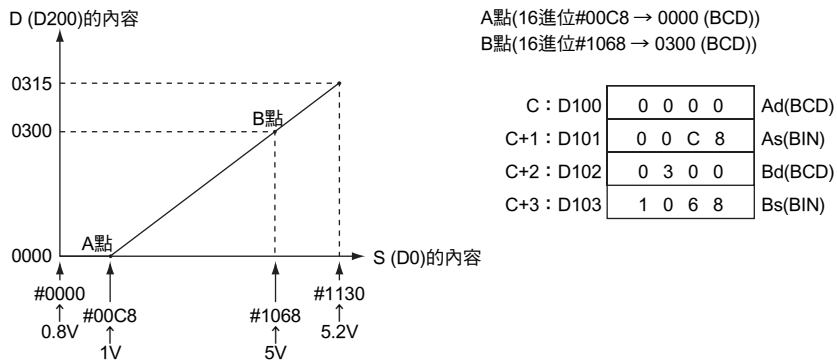 D (D200)的內容
0315
0300
0000
B點
A點
S (D0)的內容
#0000
#00C8
#1068
#1130
0.8V
1V
5V
5.2V
A點(16進位#00C8 → 0000 (BCD))
B點(16進位#1068 → 0300 (BCD))
C：D100 0 0 0 0 Ad(BCD)
C+1：D101 0 0 C 8 As(BIN)
C+2：D102 0 3 0 0 Bd(BCD)
C+3：D103 1 0 6 8 Bs(BIN)